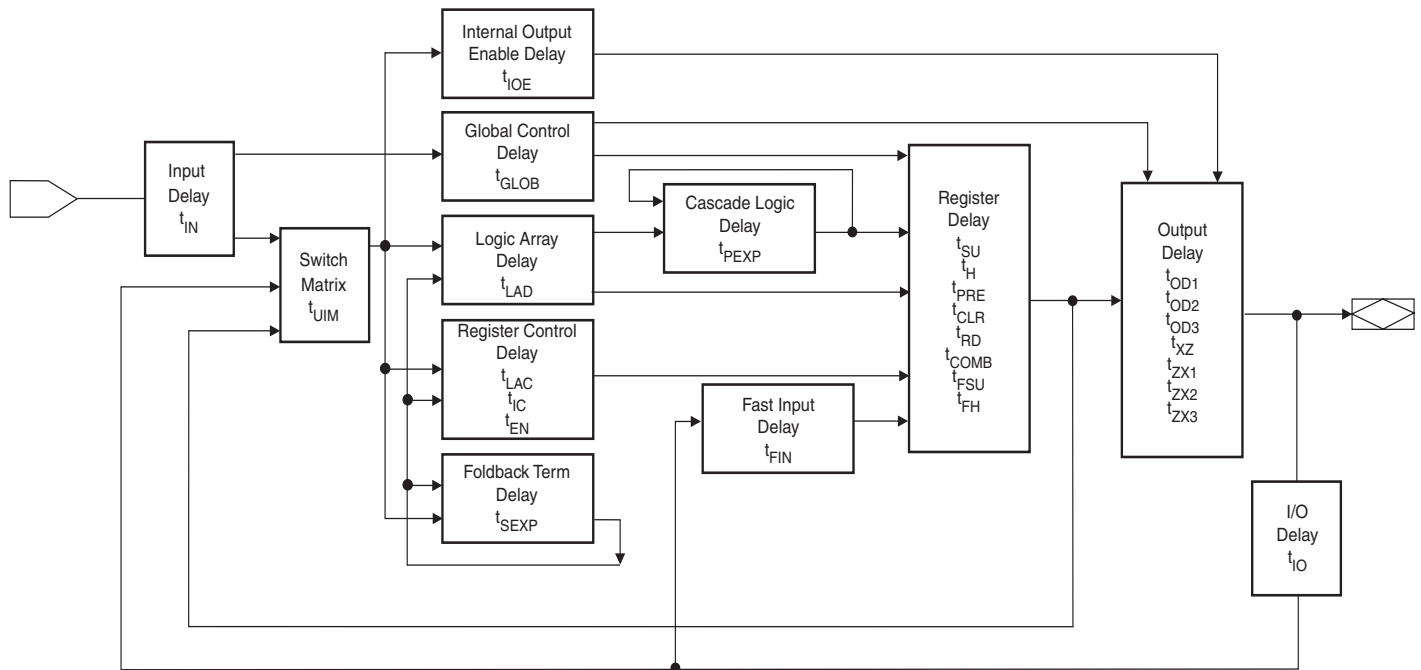 Internal Output
Enable Delay
tIOE
Global Control
Delay
tGLOB
Input
Delay
tIN
Switch
Matrix
tUIM
Logic Array
Delay
tLAD
Cascade Logic
Delay
tPEXP
Register Control
Delay
tLAC
tIC
tEN
Foldback Term
Delay
tSEXP
Fast Input
Delay
tFIN
Register
Delay
tSU
tH
tPRE
tCLR
tRD
tCOMB
tFSU
tFH
Output
Delay
tOD1
tOD2
tOD3
tXZ
tZX1
tZX2
tZX3
I/O
Delay
tIO